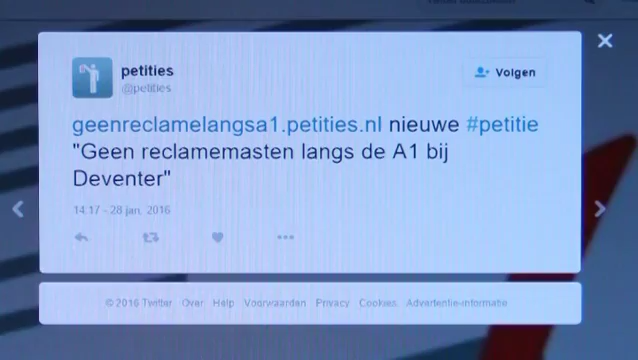 petities
@petities
Volgen
geenreclamelangsa1.petities.nl nieuwe #petitie
"Geen reclamemasten langs de A1 bij
Deventer"
14:17 - 28 jan. 2016
© 2016 Twitter Over Help Voorwaarden Privacy Cookies Advertentie-informatie